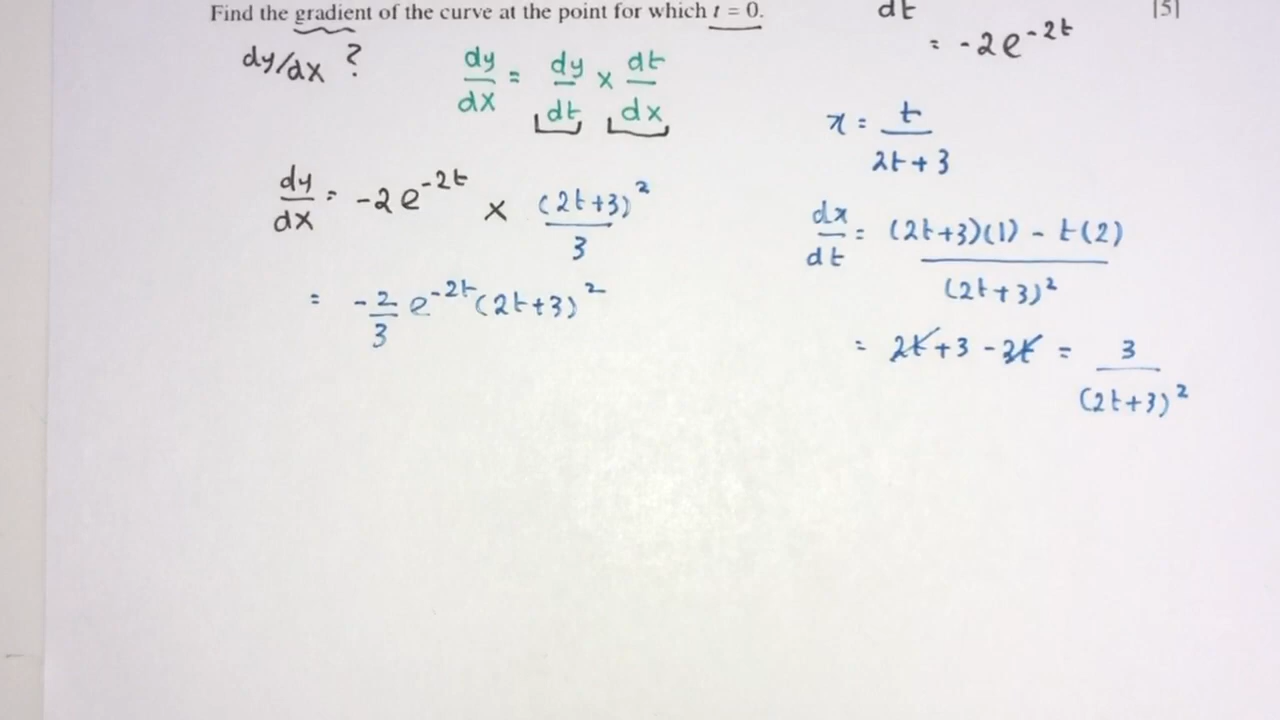 Find the gradient of the curve at the point for which t = 0. [5]
dy/dx ?
dy/dx = dy/dt × dt/dx
dy/dx = -2e^-2t × (2t+3)^2/3
= -2/3 e^-2t (2t+3)^2
dt
= -2e^-2t
x = t/2t+3
dx/dt = (2t+3)(1) - t(2)/(2t+3)^2
= 2t+3-2t = 3/(2t+3)^2